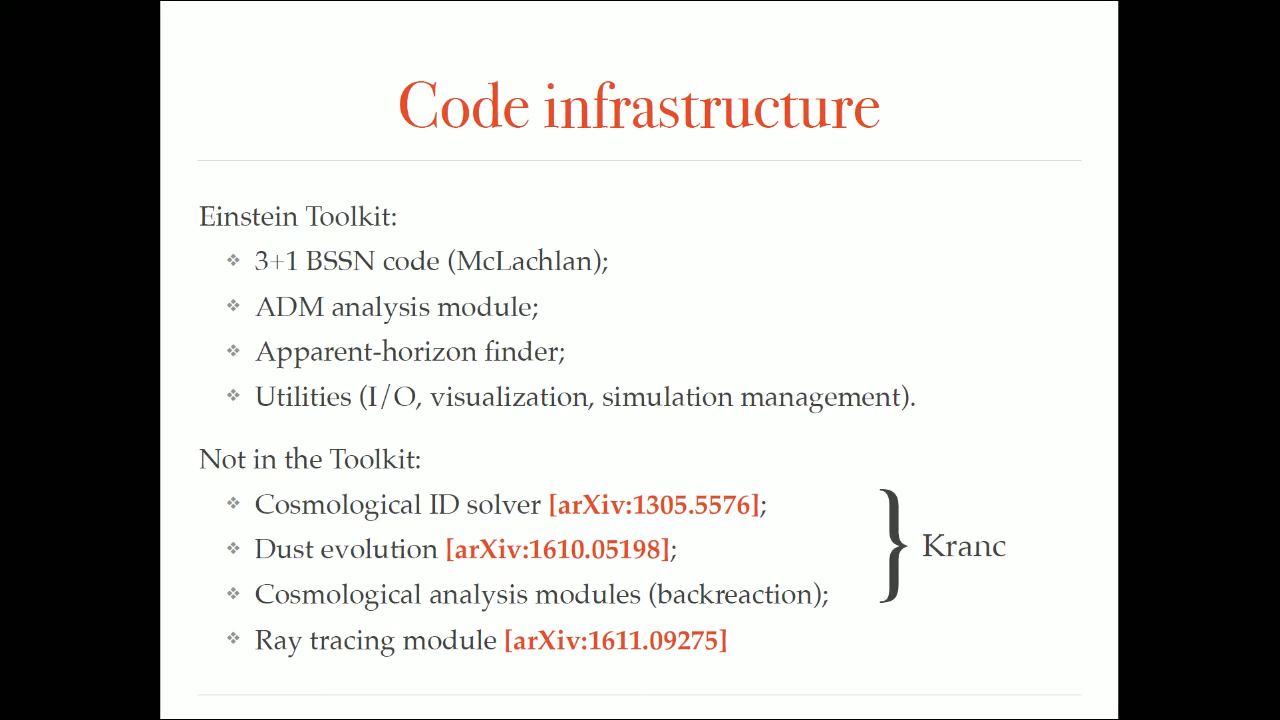 Code infrastructure
Einstein Toolkit:
❖ 3+1 BSSN code (McLachlan);
❖ ADM analysis module;
❖ Apparent-horizon finder;
❖ Utilities (I/O, visualization, simulation management).
Not in the Toolkit:
❖ Cosmological ID solver [arXiv:1305.5576];
❖ Dust evolution [arXiv:1610.05198];
❖ Cosmological analysis modules (backreaction);
❖ Ray tracing module [arXiv:1611.09275]
} Kranc